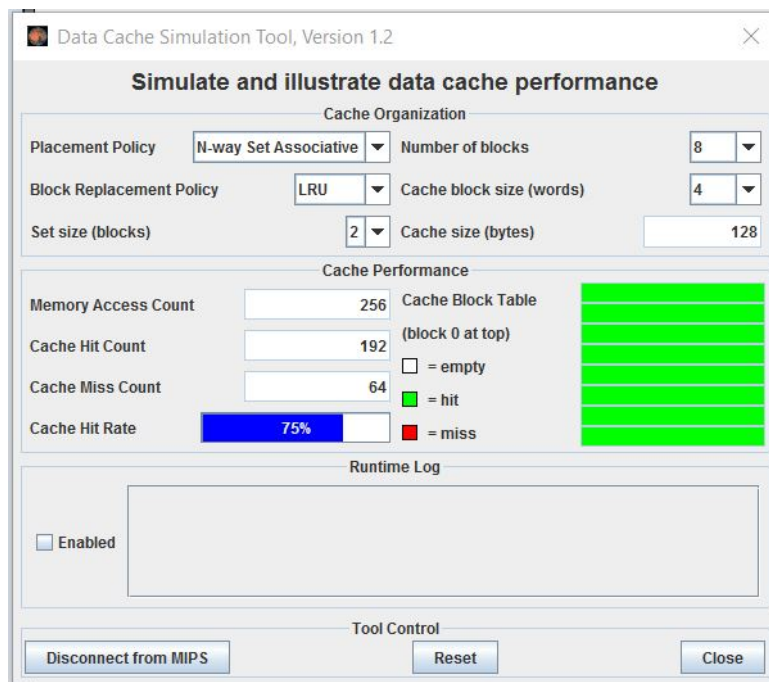 Data Cache Simulation Tool, Version 1.2
Simulate and illustrate data cache performance
Cache Organization
Placement Policy N-way Set Associative Number of blocks 8
Block Replacement Policy LRU Cache block size (words) 4
Set size (blocks) 2 Cache size (bytes) 128
Cache Performance
Memory Access Count 256 Cache Block Table
(block 0 at top)
Cache Hit Count 192
= empty
Cache Miss Count 64
= hit
Cache Hit Rate 75%
= miss
Runtime Log
Enabled
Tool Control
Disconnect from MIPS Reset Close